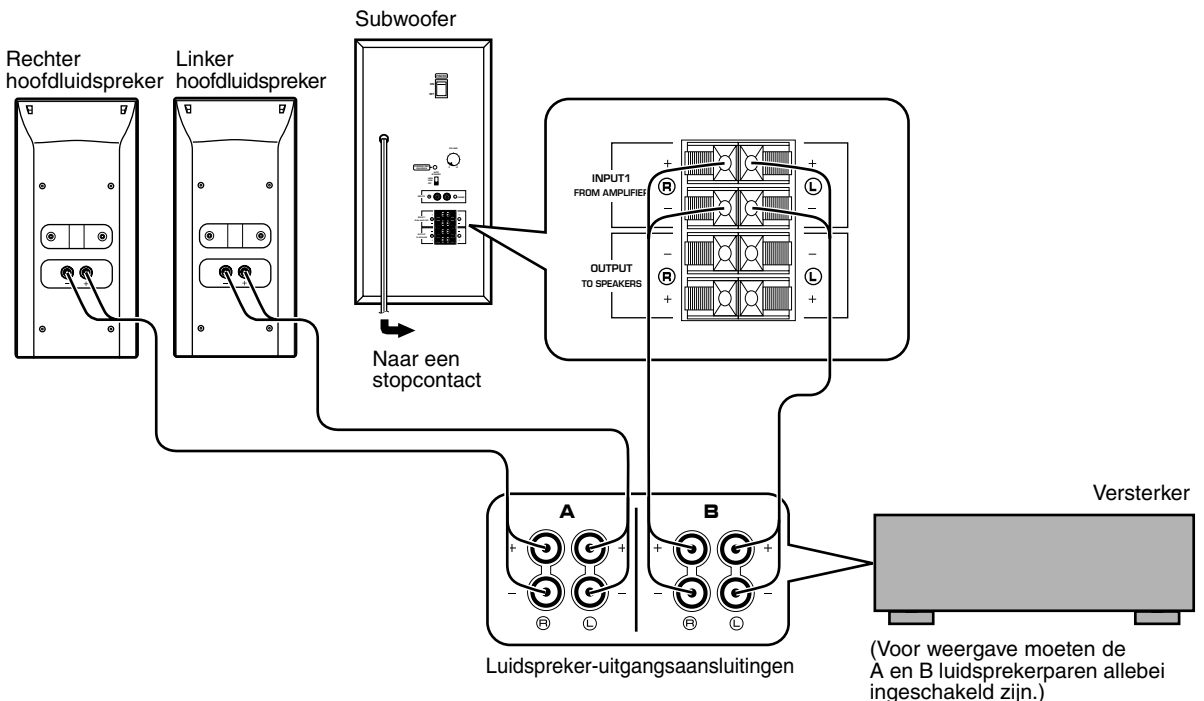 Subwoofer
Rechter
hoofdluidspreker
Linker
hoofdluidspreker
INPUT1
FROM AMPLIFIER
+
R
−
+
L
−
OUTPUT
TO SPEAKERS
−
R
+
−
L
+
− +
− +
Naar een
stopcontact
A
B
+ +
+ +
− −
− −
R L
R L
Versterker
Luidspreker-uitgangsaansluitingen
(Voor weergave moeten de
A en B luidsprekerparen allebei
ingeschakeld zijn.)